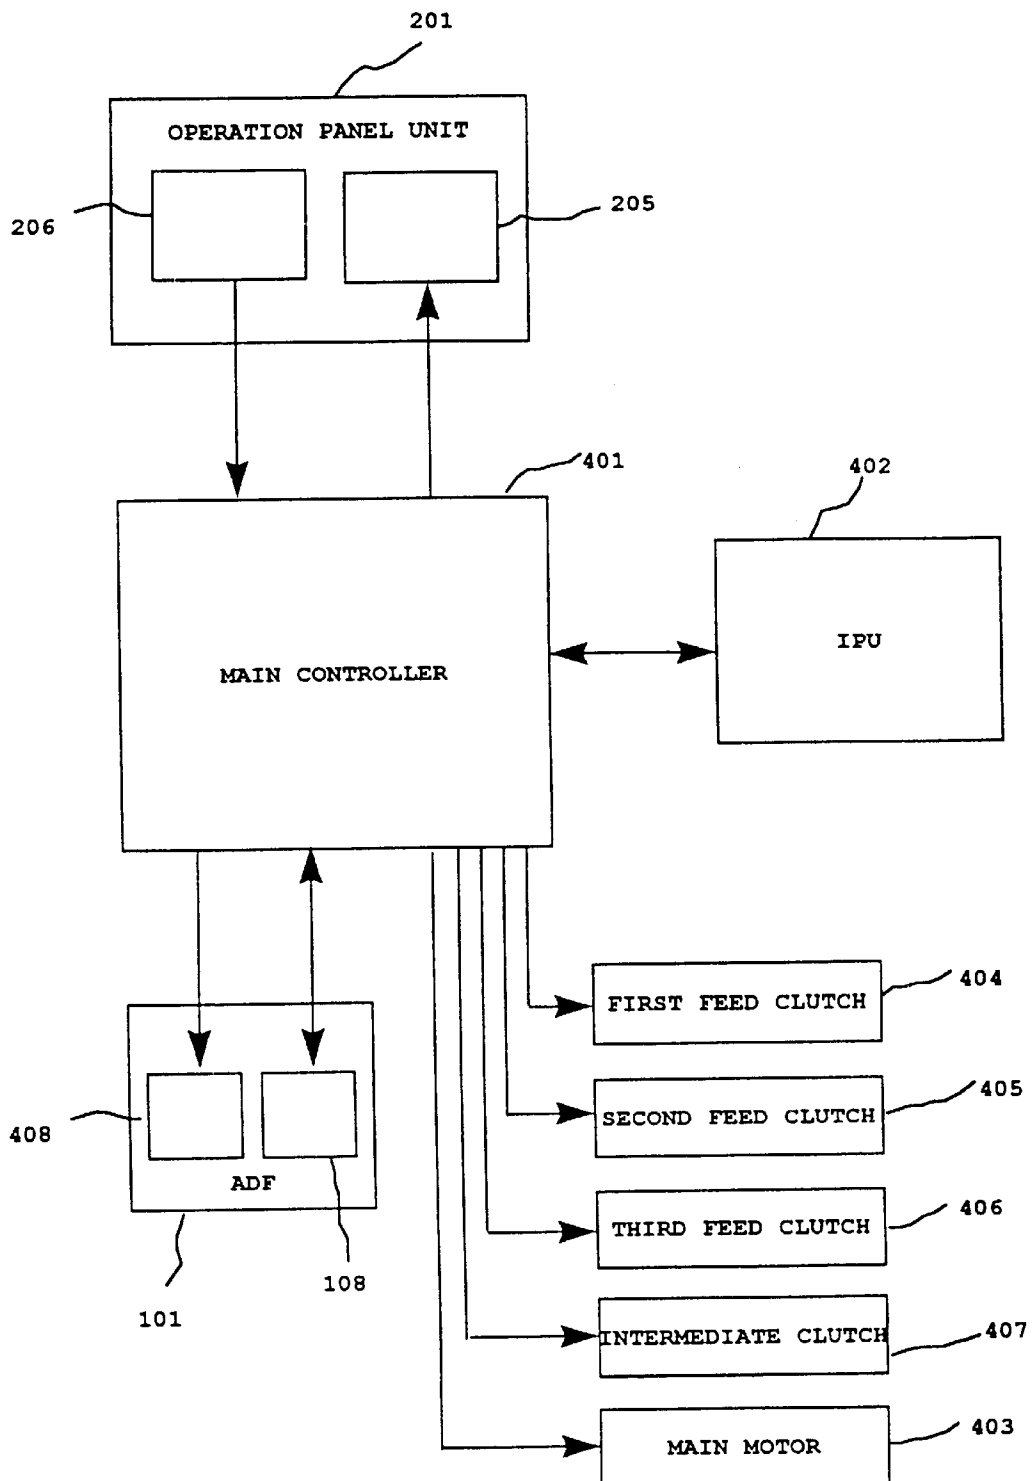 201
OPERATION PANEL UNIT
206
205
401
402
MAIN CONTROLLER
IPU
FIRST FEED CLUTCH
404
SECOND FEED CLUTCH
405
408
ADF
THIRD FEED CLUTCH
406
108
101
INTERMEDIATE CLUTCH
407
MAIN MOTOR
403